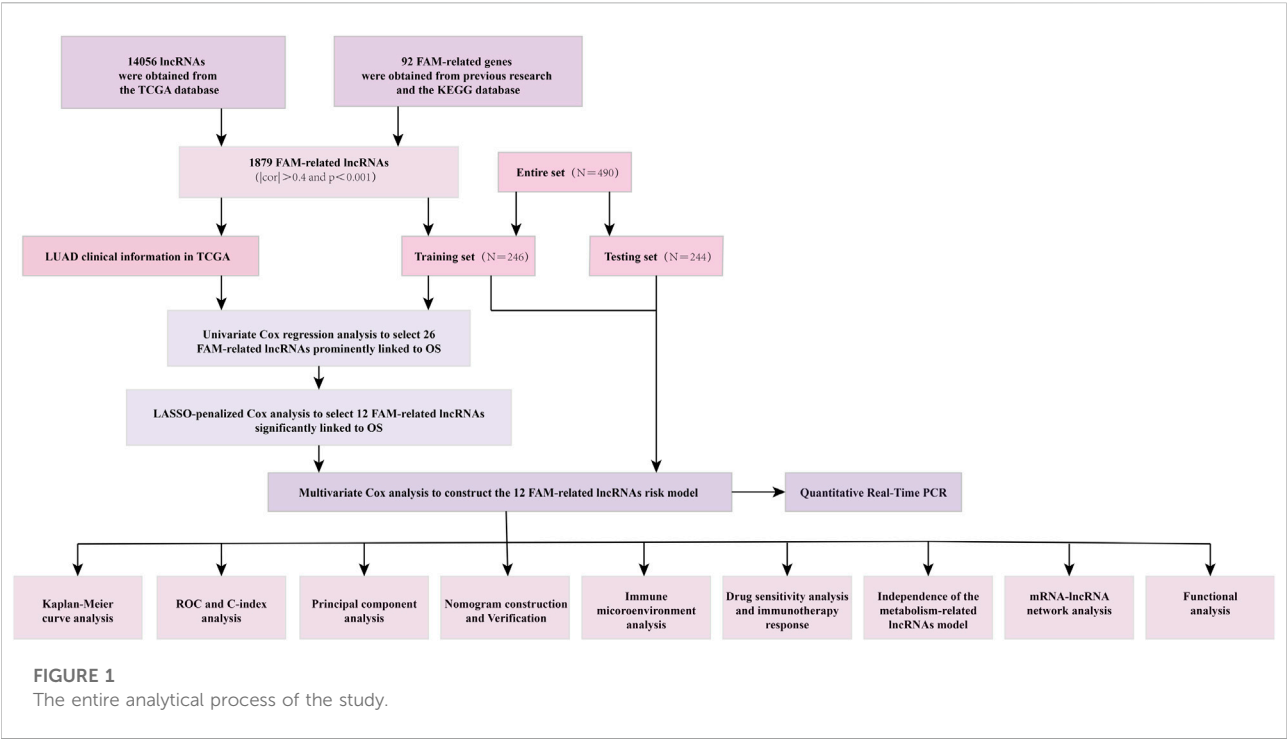 14056 lncRNAs
were obtained from
the TCGA database
92 FAM-related genes
were obtained from previous research
and the KEGG database
1879 FAM-related lncRNAs
(|cor|>0.4 and p<0.001)
Entire set (N=490)
LUAD clinical information in TCGA
Training set (N=246)
Testing set (N=244)
Univariate Cox regression analysis to select 26
FAM-related lncRNAs prominently linked to OS
LASSO-penalized Cox analysis to select 12 FAM-related lncRNAs
significantly linked to OS
Multivariate Cox analysis to construct the 12 FAM-related lncRNAs risk model
Quantitative Real-Time PCR
Kaplan-Meier
curve analysis
ROC and C-index
analysis
Principal component
analysis
Nomogram construction
and Verification
Immune
micoroenvironment
analysis
Drug sensitivity analysis
and immunotherapy
response
Independence of the
metabolism-related
lncRNAs model
mRNA-lncRNA
network analysis
Functional
analysis
FIGURE 1
The entire analytical process of the study.